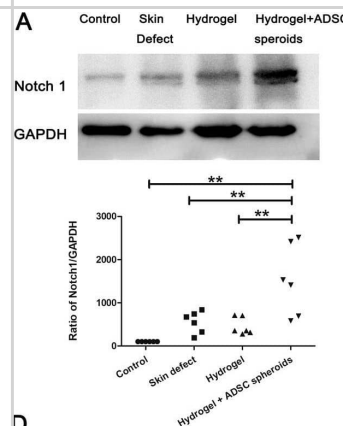 A
Control Skin Hydrogel Hydrogel+ADSC
Defect speroids
Notch 1
GAPDH
**
**
**
Ratio of Notch1/GAPDH
3000
2000
1000
0
Control
Skin defect
Hydrogel
Hydrogel + ADSC spheroids
D